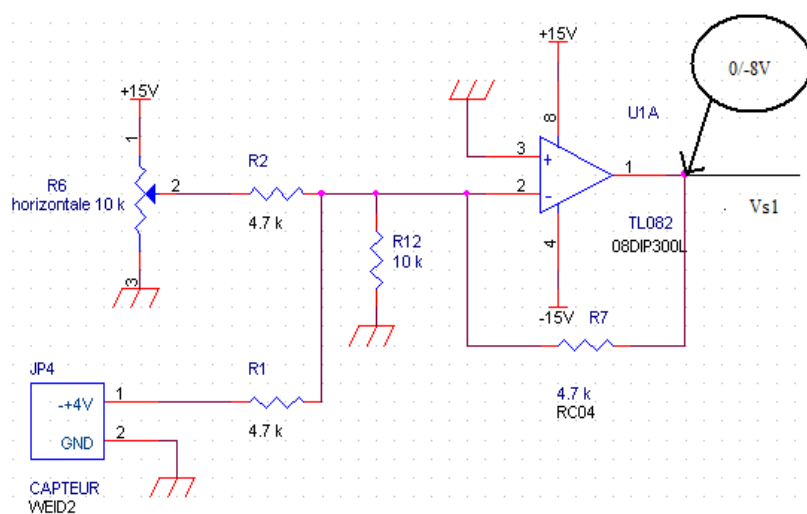 +15V
0/-8V
U1A
+15V
8
3
+
1
2
-
R6
horizontale 10 k
1
2
3
R2
4.7 k
R12
10 k
TL082
08DIP300L
Vs1
4
-15V
R7
4.7 k
RC04
JP4
-+4V
GND
1
2
R1
4.7 k
CAPTEUR
WEID2